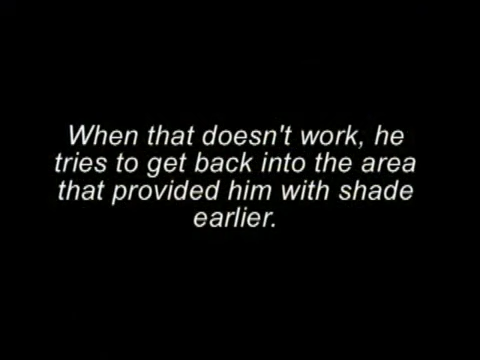 When that doesn't work, he
tries to get back into the area
that provided him with shade
earlier.